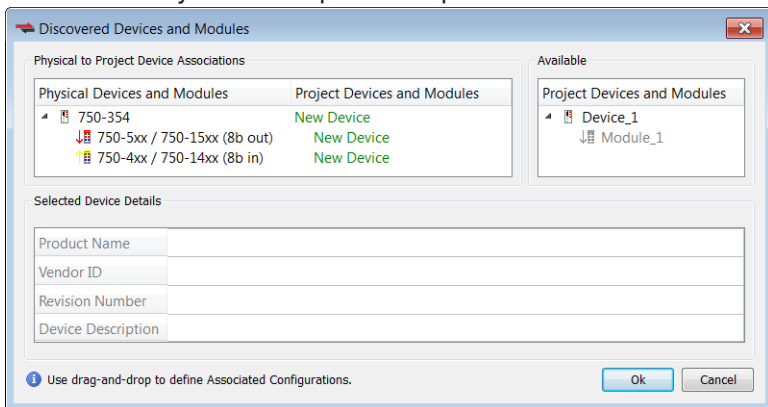 Discovered Devices and Modules
Physical to Project Device Associations
Available
Physical Devices and Modules Project Devices and Modules
Project Devices and Modules
750-354 New Device
Device_1
750-5xx / 750-15xx (8b out) New Device
Module_1
750-4xx / 750-14xx (8b in) New Device
Selected Device Details
Product Name
Vendor ID
Revision Number
Device Description
Use drag-and-drop to define Associated Configurations.
Ok
Cancel